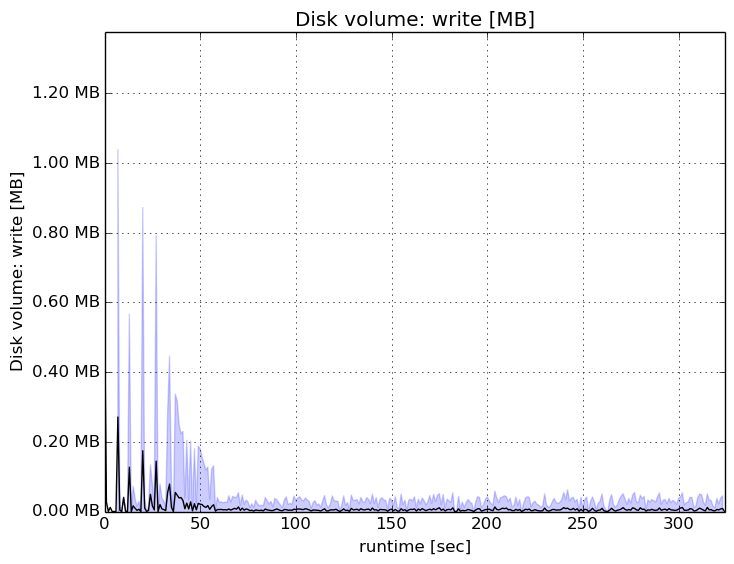 Disk volume: write [MB]
1.20 MB
1.00 MB
0.80 MB
0.60 MB
0.40 MB
0.20 MB
0.00 MB
Disk volume: write [MB]
0 50 100 150 200 250 300
runtime [sec]